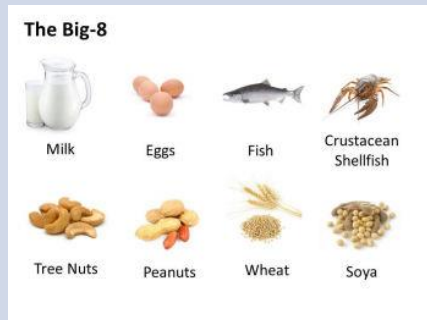 The Big-8
Milk
Eggs
Fish
Crustacean
Shellfish
Tree Nuts
Peanuts
Wheat
Soya